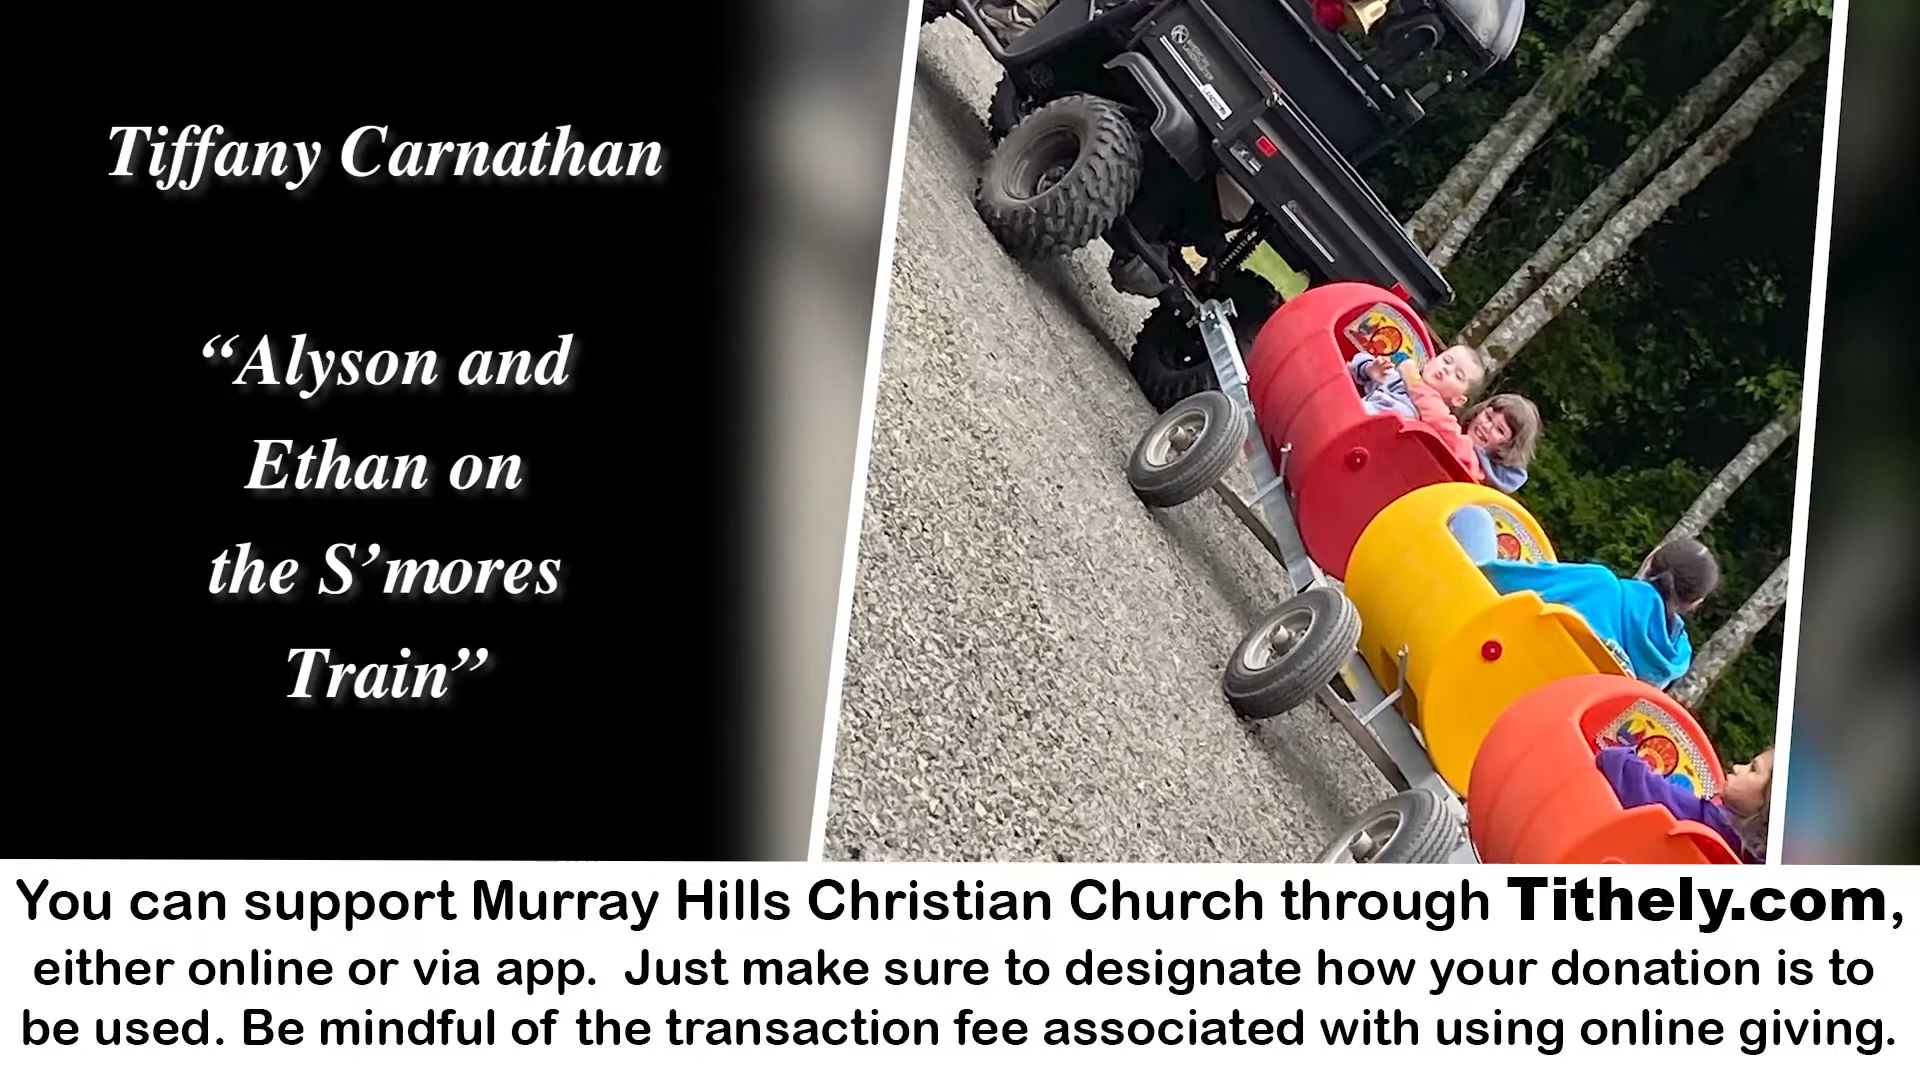 Tiffany Carnathan
“Alyson and
Ethan on
the S’mores
Train”
You can support Murray Hills Christian Church through Tithely.com,
either online or via app.  Just make sure to designate how your donation is to
be used. Be mindful of the transaction fee associated with using online giving.